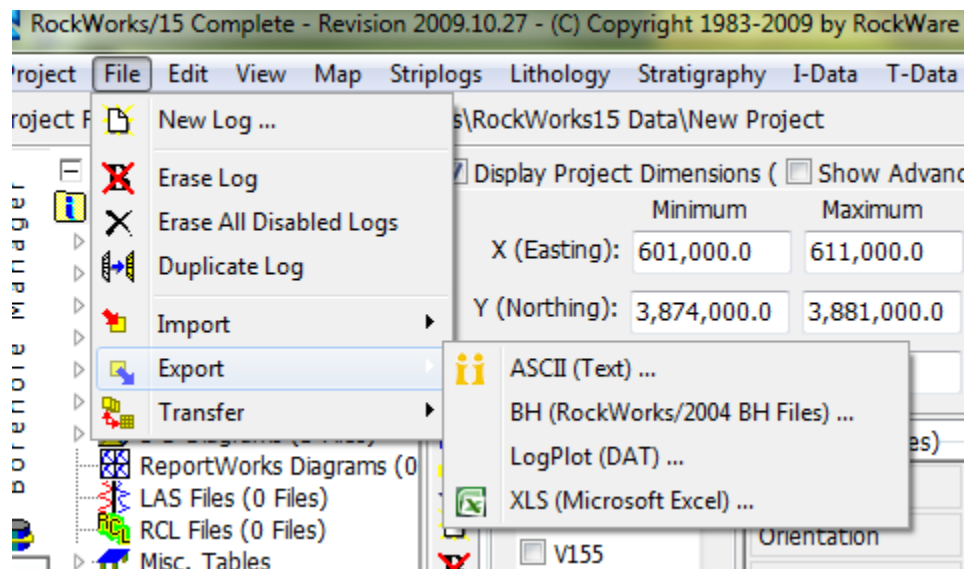 RockWorks/15 Complete - Revision 2009.10.27 - (C) Copyright 1983-2009 by RockWare
Project File Edit View Map Striplogs Lithology Stratigraphy I-Data T-Data
roject F s\RockWorks15 Data\New Project
New Log ...
Erase Log
Erase All Disabled Logs
Duplicate Log
Import
Export
Transfer
Display Project Dimensions ( Show Advanc
Minimum Maximum
X (Easting): 601,000.0 611,000.0
Y (Northing): 3,874,000.0 3,881,000.0
ASCII (Text) ...
BH (RockWorks/2004 BH Files) ...
LogPlot (DAT) ...
XLS (Microsoft Excel) ...
es)
ReportWorks Diagrams (0
LAS Files (0 Files)
RCL Files (0 Files)
Misc. Tables
V155
Orientation